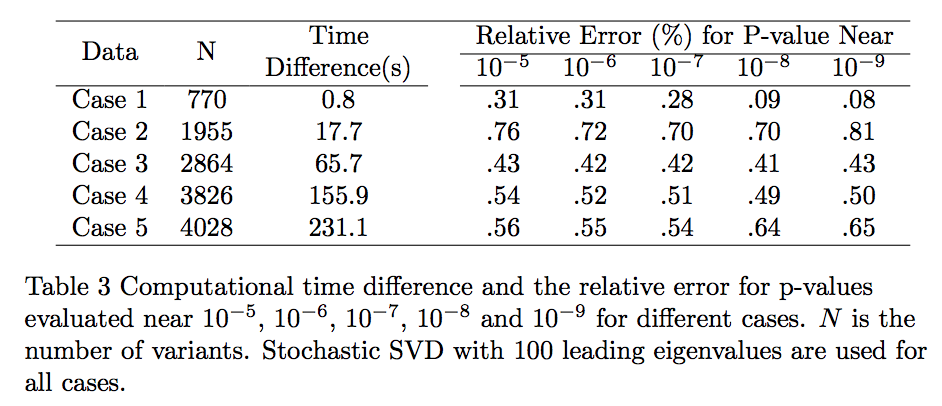 Data N Time Difference(s) Relative Error (%) for P-value Near
10⁻⁵ 10⁻⁶ 10⁻⁷ 10⁻⁸ 10⁻⁹
Case 1 770 0.8 .31 .31 .28 .09 .08
Case 2 1955 17.7 .76 .72 .70 .70 .81
Case 3 2864 65.7 .43 .42 .42 .41 .43
Case 4 3826 155.9 .54 .52 .51 .49 .50
Case 5 4028 231.1 .56 .55 .54 .64 .65
Table 3 Computational time difference and the relative error for p-values
evaluated near 10⁻⁵, 10⁻⁶, 10⁻⁷, 10⁻⁸ and 10⁻⁹ for different cases. N is the
number of variants. Stochastic SVD with 100 leading eigenvalues are used for
all cases.